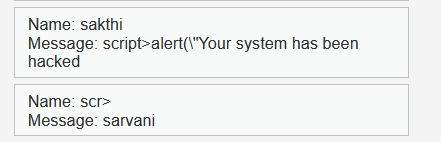 Name: sakthi
Message: script>alert(\"Your system has been
hacked
Name: scr>
Message: sarvani